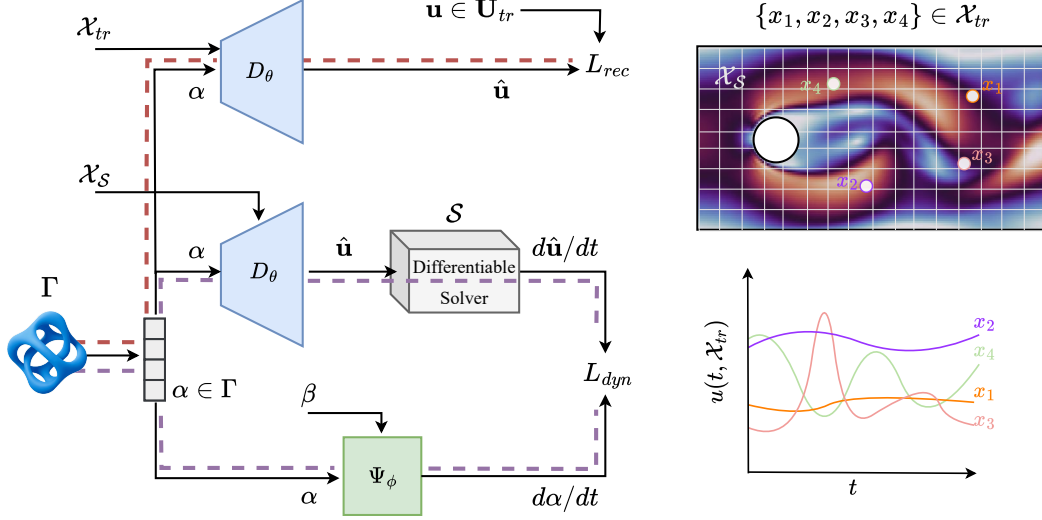 𝒳_tr
α
D_θ
û
u ∈ U_tr
L_rec
𝒳_𝒮
α
D_θ
û
𝒮
Differentiable
Solver
dû/dt
Γ
α ∈ Γ
L_dyn
β
α
Ψ_ϕ
dα/dt
{x₁, x₂, x₃, x₄} ∈ 𝒳_tr
𝒳_𝒮
x₄
x₁
x₃
x₂
u(t, 𝒳_tr)
x₂
x₄
x₁
x₃
t